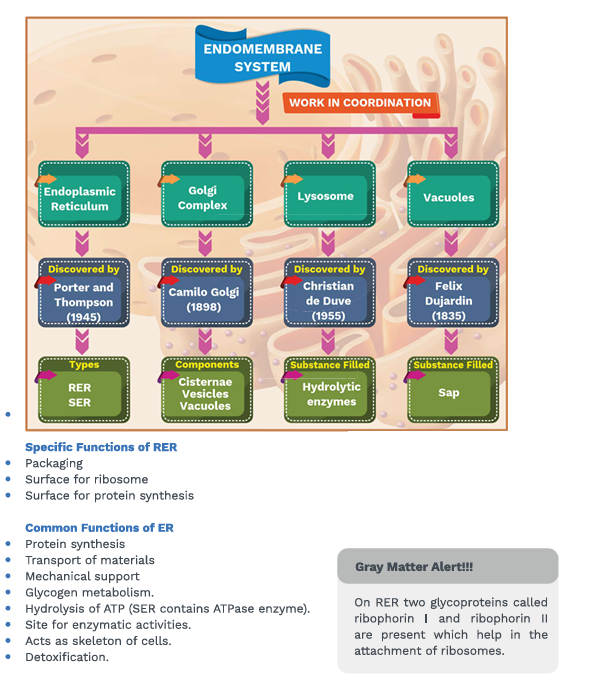 ENDOMEMBRANE
SYSTEM
WORK IN COORDINATION
Endoplasmic
Reticulum
Golgi
Complex
Lysosome
Vacuoles
Discovered by
Porter and
Thompson
(1945)
Discovered by
Camilo Golgi
(1898)
Discovered by
Christian
de Duve
(1955)
Discovered by
Felix
Dujardin
(1835)
Types
RER
SER
Components
Cisternae
Vesicles
Vacuoles
Substance Filled
Hydrolytic
enzymes
Substance Filled
Sap
Specific Functions of RER
• Packaging
• Surface for ribosome
• Surface for protein synthesis
Common Functions of ER
• Protein synthesis
• Transport of materials
• Mechanical support
• Glycogen metabolism.
• Hydrolysis of ATP (SER contains ATPase enzyme).
• Site for enzymatic activities.
• Acts as skeleton of cells.
• Detoxification.
Gray Matter Alert!!!
On RER two glycoproteins called
ribophorin I and ribophorin II
are present which help in the
attachment of ribosomes.